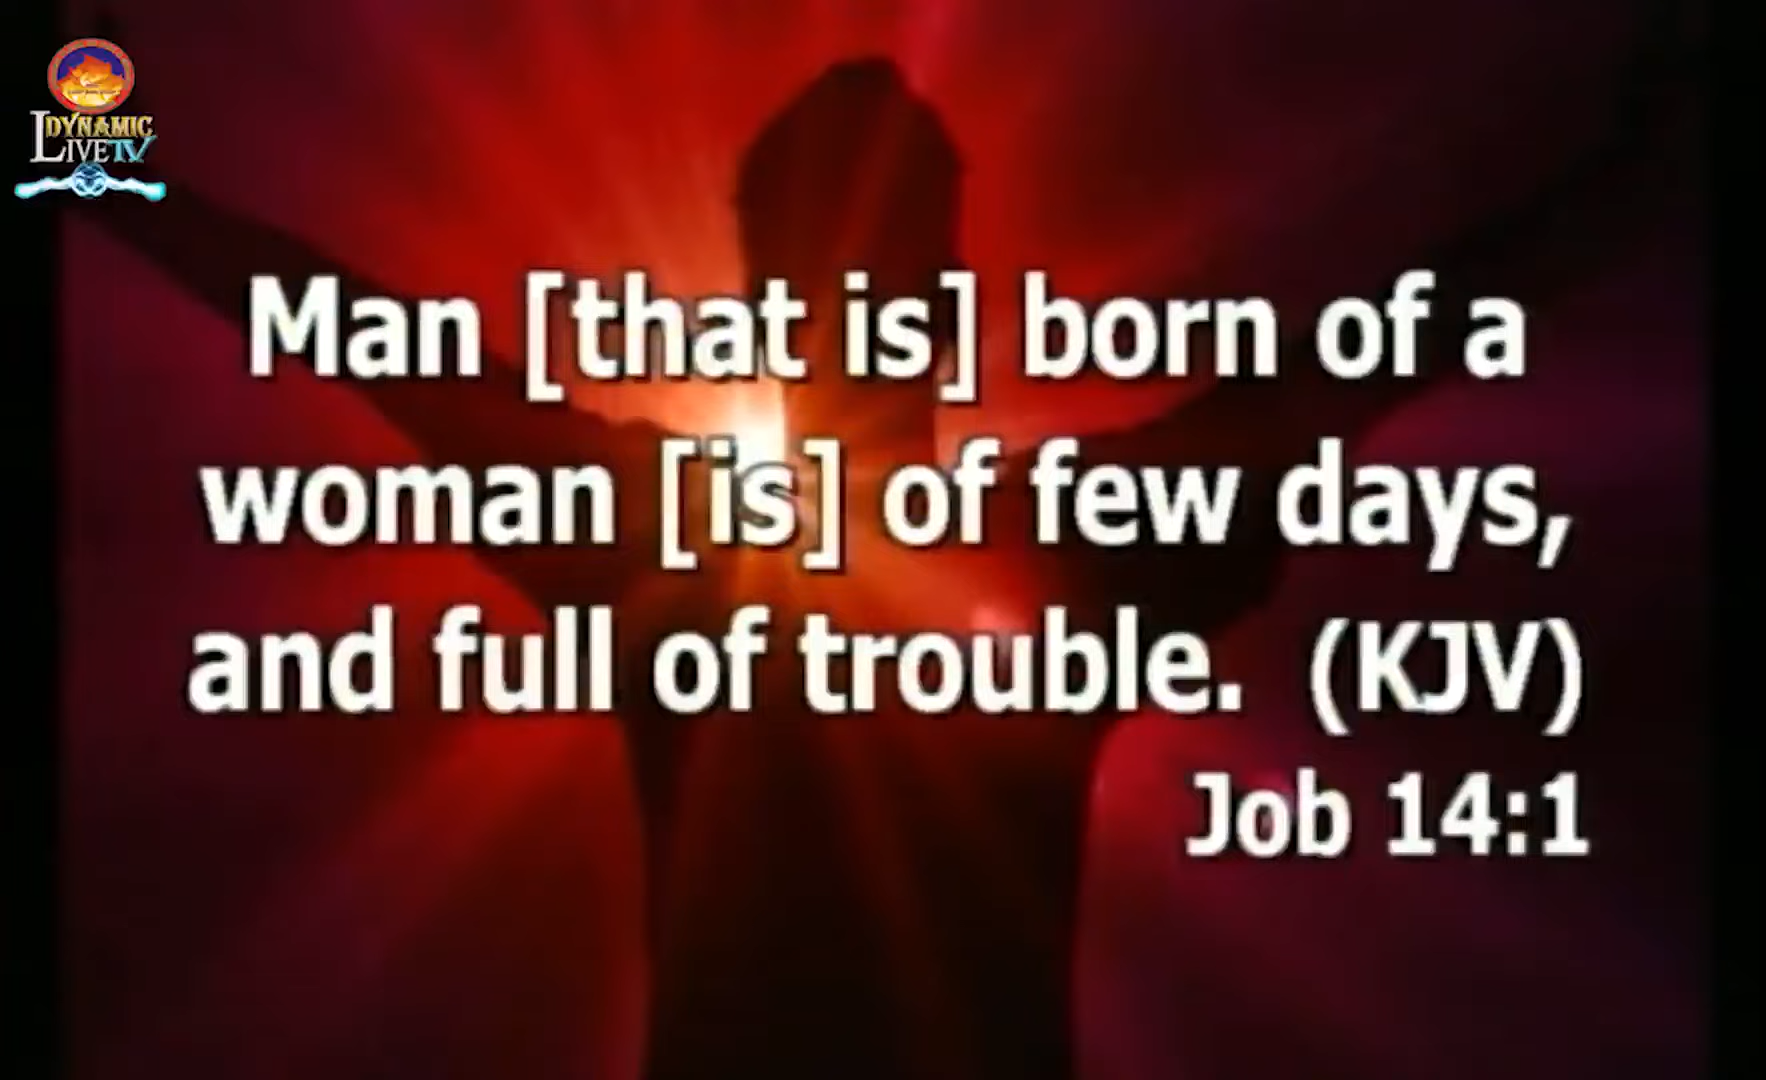 DYNAMIC
LIVETV
Man [that is] born of a
woman [is] of few days,
and full of trouble. (KJV)
Job 14:1